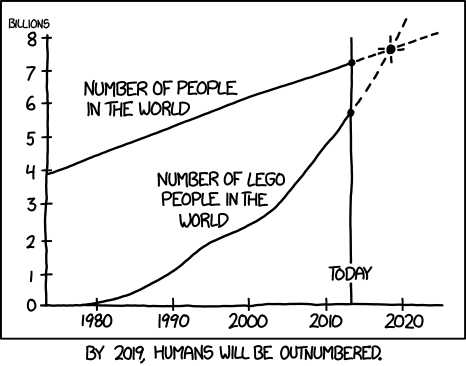 BILLIONS
8
7
6
5
4
3
2
1
0
NUMBER OF PEOPLE
IN THE WORLD
NUMBER OF LEGO
PEOPLE IN THE
WORLD
TODAY
1980 1990 2000 2010 2020
BY 2019, HUMANS WILL BE OUTNUMBERED.